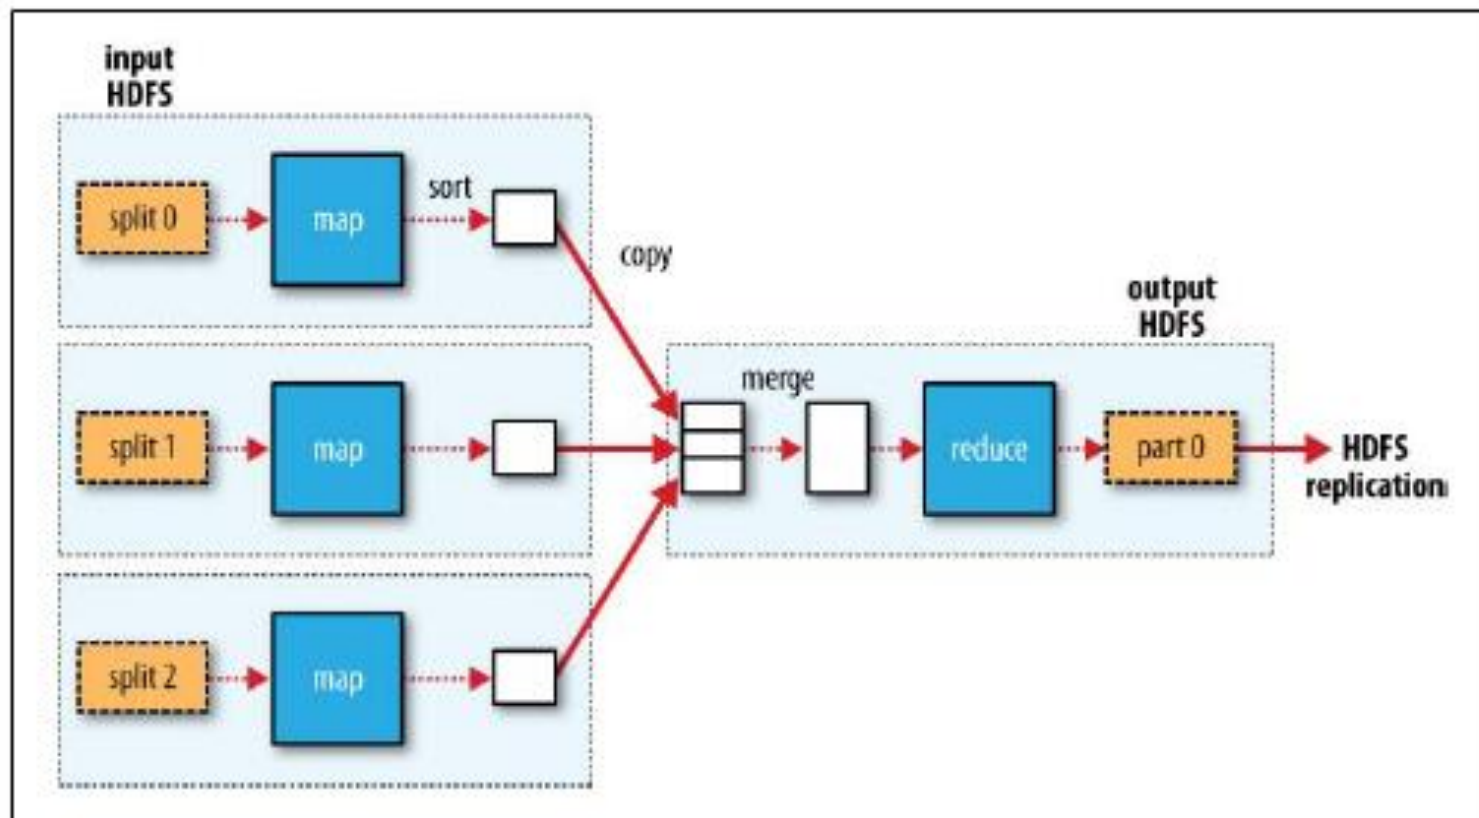 input
HDFS
split 0
map
sort
copy
split 1
map
split 2
map
merge
reduce
output
HDFS
part 0
HDFS
replication